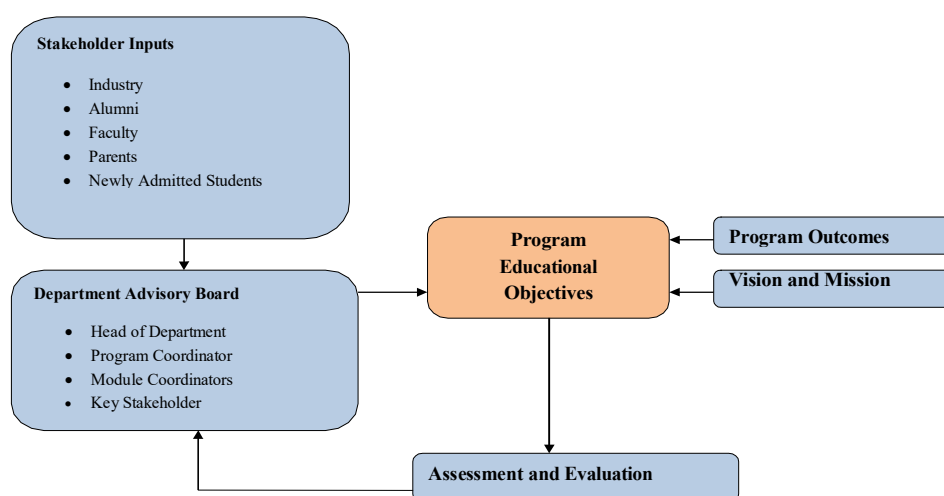 Stakeholder Inputs
• Industry
• Alumni
• Faculty
• Parents
• Newly Admitted Students
Department Advisory Board
• Head of Department
• Program Coordinator
• Module Coordinators
• Key Stakeholder
Program
Educational
Objectives
Program Outcomes
Vision and Mission
Assessment and Evaluation